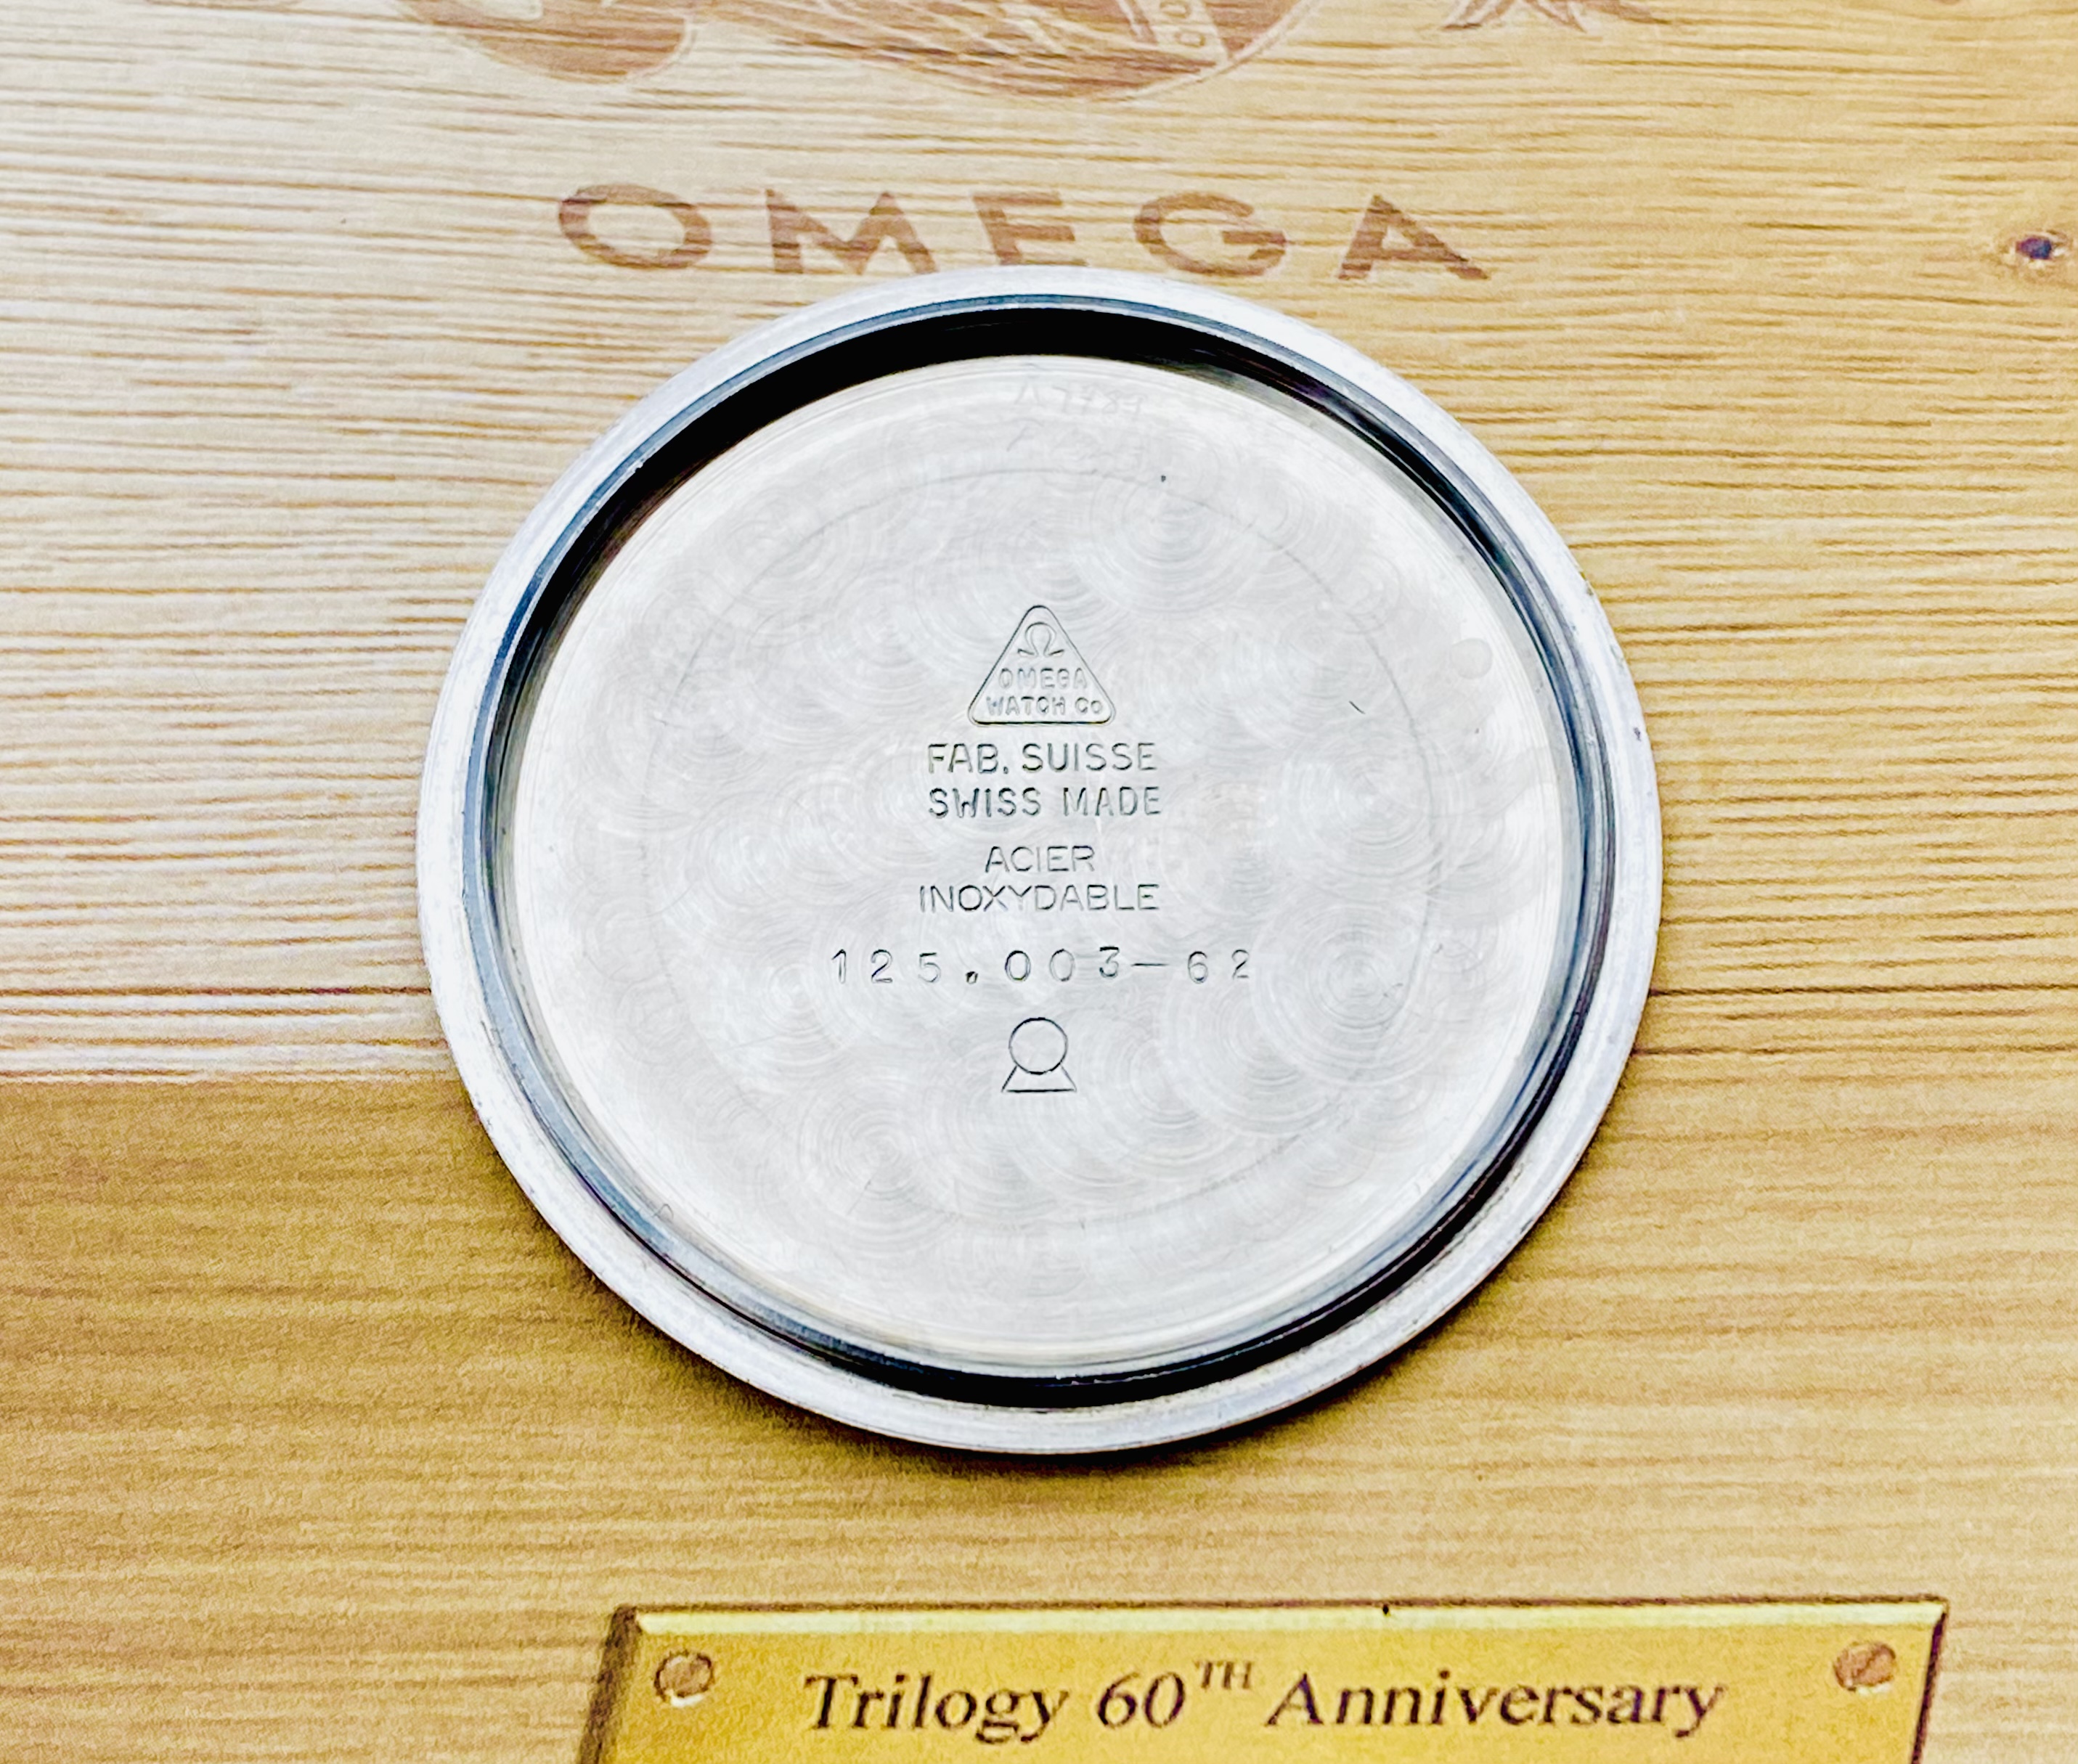 OMEGA
Ω
OMEGA
WATCH Co
FAB. SUISSE
SWISS MADE
ACIER
INOXYDABLE
125.003-62
Trilogy 60TH Anniversary